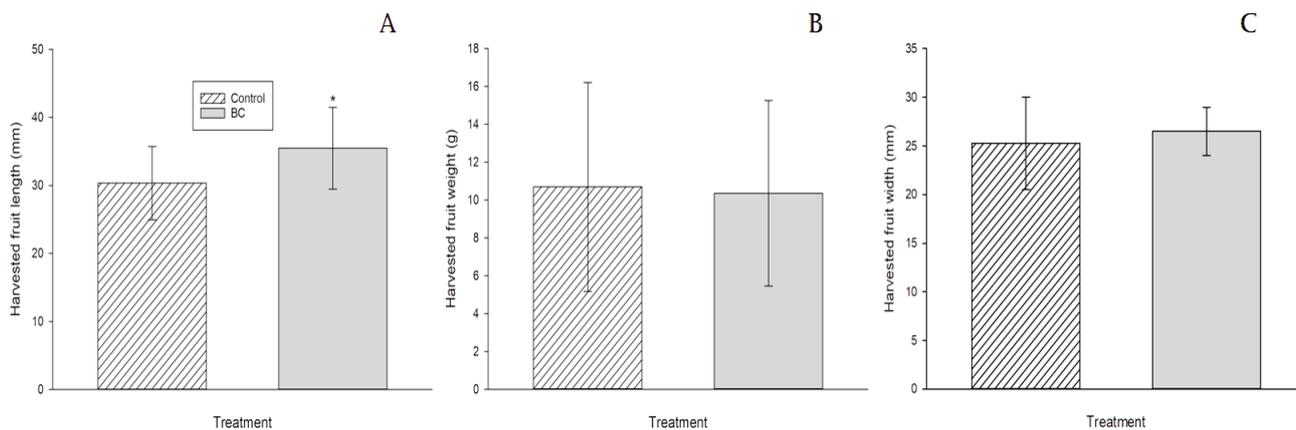 A
Harvested fruit length (mm)
50
40
30
20
10
0
Control
BC
*
Treatment
B
Harvested fruit weight (g)
18
16
14
12
10
8
6
4
2
0
Treatment
C
Harvested fruit width (mm)
35
30
25
20
15
10
5
0
Treatment